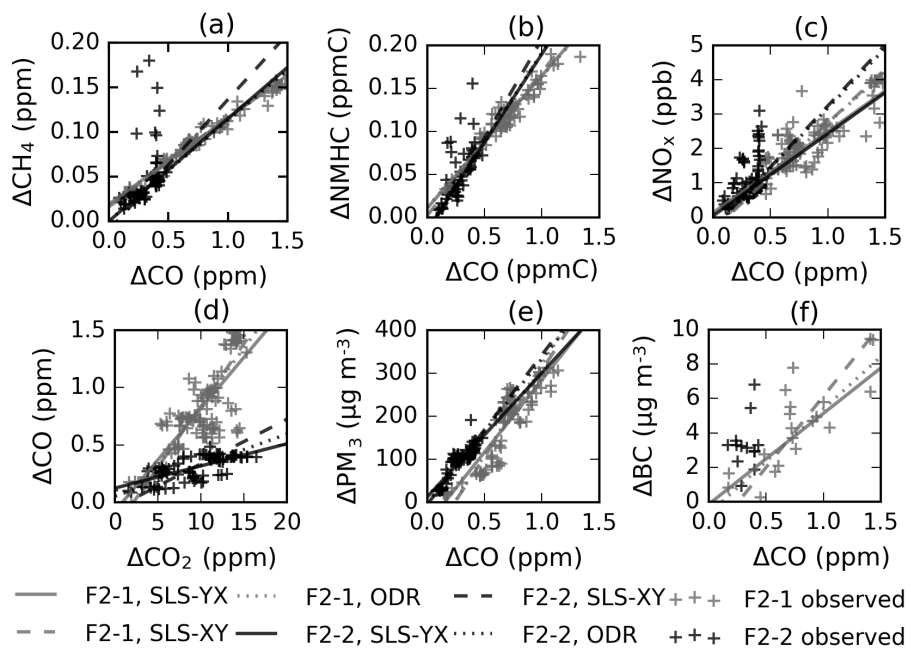 (a) (b) (c)
ΔCH4 (ppm) 0.20 0.15 0.10 0.05 0.00
0.0 0.5 1.0 1.5
ΔCO (ppm)
ΔNMHC (ppmC) 0.20 0.15 0.10 0.05 0.00
0.0 0.5 1.0 1.5
ΔCO (ppmC)
ΔNOx (ppb) 5 4 3 2 1 0
0.0 0.5 1.0 1.5
ΔCO (ppm)
(d) (e) (f)
ΔCO (ppm) 1.5 1.0 0.5 0.0
0 5 10 15 20
ΔCO2 (ppm)
ΔPM3 (μg m-3) 400 300 200 100 0
0.0 0.5 1.0 1.5
ΔCO (ppm)
ΔBC (μg m-3) 10 8 6 4 2 0
0.0 0.5 1.0 1.5
ΔCO (ppm)
F2-1, SLS-YX F2-1, ODR F2-2, SLS-XY F2-1 observed
F2-1, SLS-XY F2-2, SLS-YX F2-2, ODR F2-2 observed